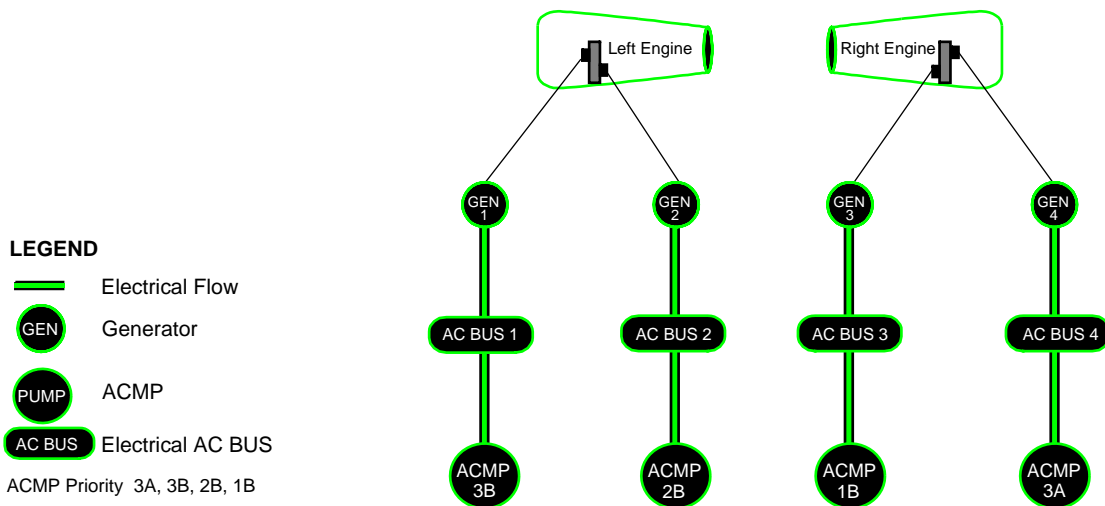 Left Engine
Right Engine
GEN
1
GEN
2
GEN
3
GEN
4
LEGEND
Electrical Flow
GEN
Generator
PUMP
ACMP
AC BUS
Electrical AC BUS
ACMP Priority 3A, 3B, 2B, 1B
AC BUS 1
AC BUS 2
AC BUS 3
AC BUS 4
ACMP
3B
ACMP
2B
ACMP
1B
ACMP
3A